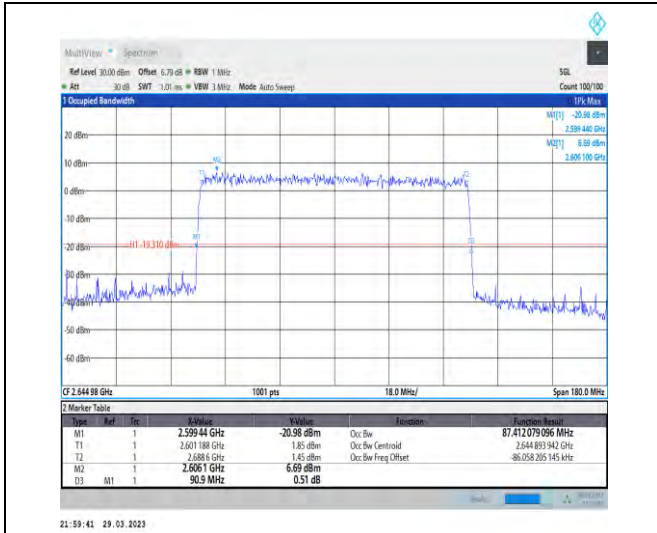 MultiView Spectrum
Ref Level 30.00 dBm Offset 6.79 dB RBW 1 MHz SGL
Att 30 dB SWT 1.01 ms VBW 3 MHz Mode Auto Sweep Count 100/100
1 Occupied Bandwidth 1Pk Max
M1[1] -20.98 dBm
2.599 440 GHz
M2[1] 6.69 dBm
2.606 100 GHz
20 dBm
10 dBm
M2
T1 T2
0 dBm
-10 dBm
M1 D3
H1 -19.310 dBm
-20 dBm
-30 dBm
-40 dBm
-50 dBm
-60 dBm
CF 2.644 98 GHz 1001 pts 18.0 MHz/ Span 180.0 MHz
2 Marker Table
Type Ref Trc X-Value Y-Value Function Function Result
M1 1 2.599 44 GHz -20.98 dBm Occ Bw 87.412 079 096 MHz
T1 1 2.601 188 GHz 1.85 dBm Occ Bw Centroid 2.644 893 942 GHz
T2 1 2.688 6 GHz 1.45 dBm Occ Bw Freq Offset -86.058 205 145 kHz
M2 1 2.606 1 GHz 6.69 dBm
D3 M1 1 90.9 MHz 0.51 dB
21:59:41 29.03.2023